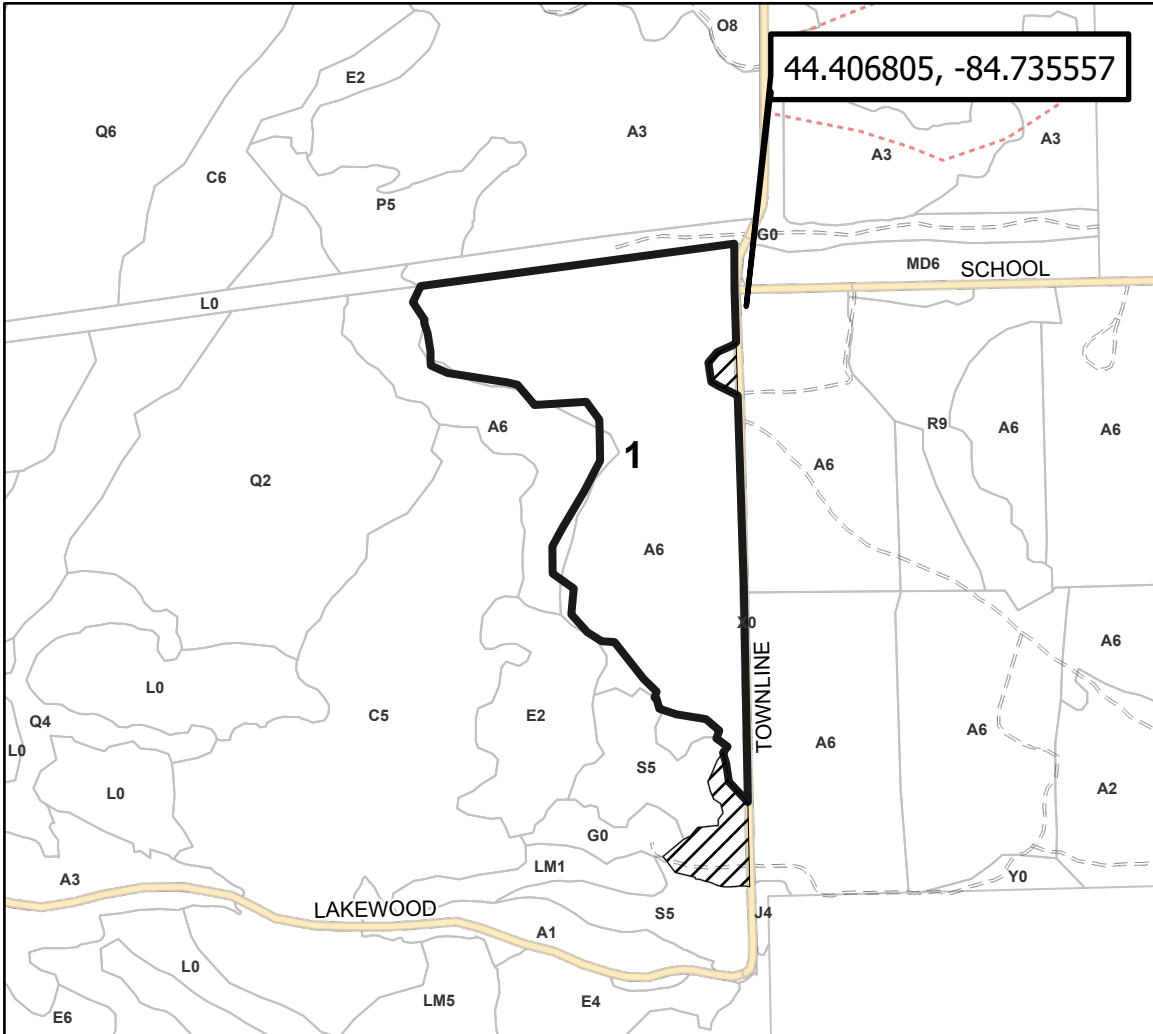 O8
44.406805, -84.735557
E2
Q6
A3
A3
A3
C6
P5
G0
MD6
SCHOOL
L0
A6
R9
A6
A6
1
A6
Q2
A6
X0
A6
L0
TOWNLINE
C5
E2
Q4
A6
A6
L0
S5
A2
L0
G0
LM1
Y0
A3
LAKEWOOD
S5
J4
A1
L0
LM5
E4
E6